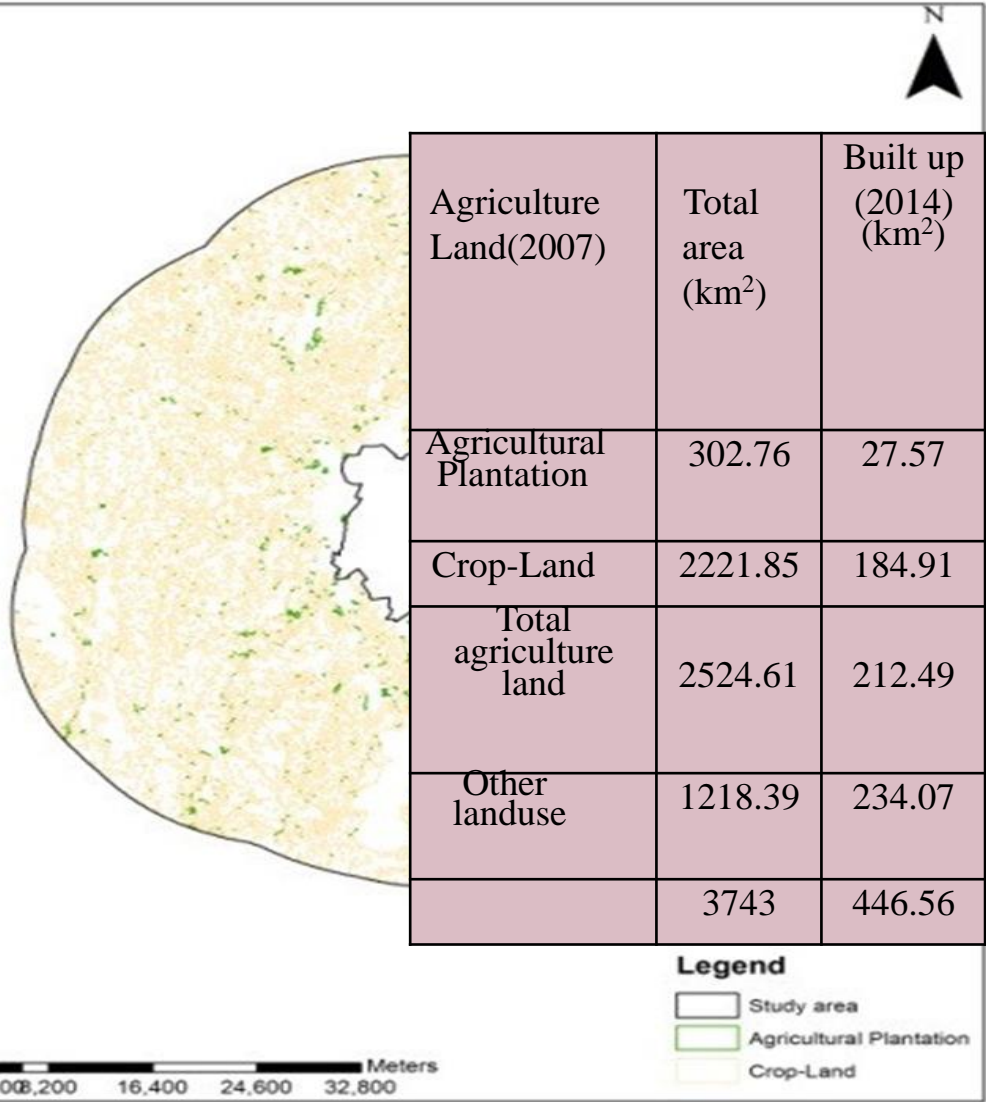 N
Agriculture
Land(2007)
Total
area
(km²)
Built up
(2014)
(km²)
Agricultural
Plantation
302.76
27.57
Crop-Land
2221.85
184.91
Total
agriculture
land
2524.61
212.49
Other
landuse
1218.39
234.07
3743
446.56
Legend
Study area
Agricultural Plantation
Crop-Land
8,200 16,400 24,600 32,800 Meters